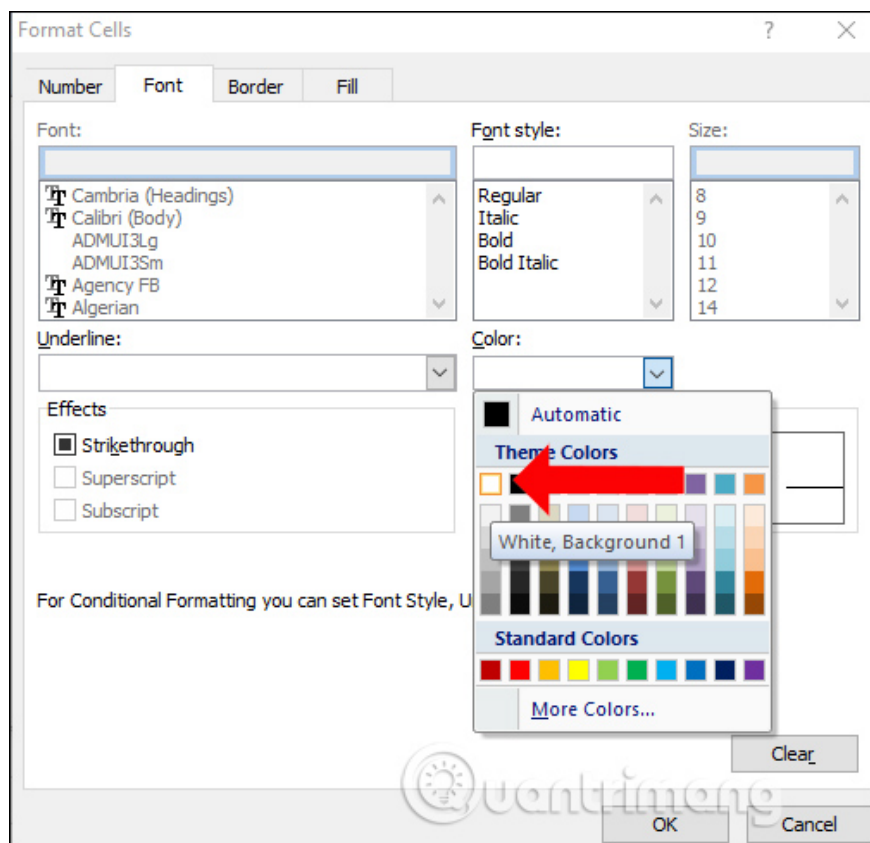 Format Cells
?
Number Font Border Fill
Font:
Font style:
Size:
Cambria (Headings)
Calibri (Body)
ADMUI3Lg
ADMUI3Sm
Agency FB
Algerian
Regular
Italic
Bold
Bold Italic
8
9
10
11
12
14
Underline:
Color:
Automatic
Theme Colors
White, Background 1
Standard Colors
More Colors...
Effects
Strikethrough
Superscript
Subscript
For Conditional Formatting you can set Font Style, U
Clear
Quantrimang
OK
Cancel